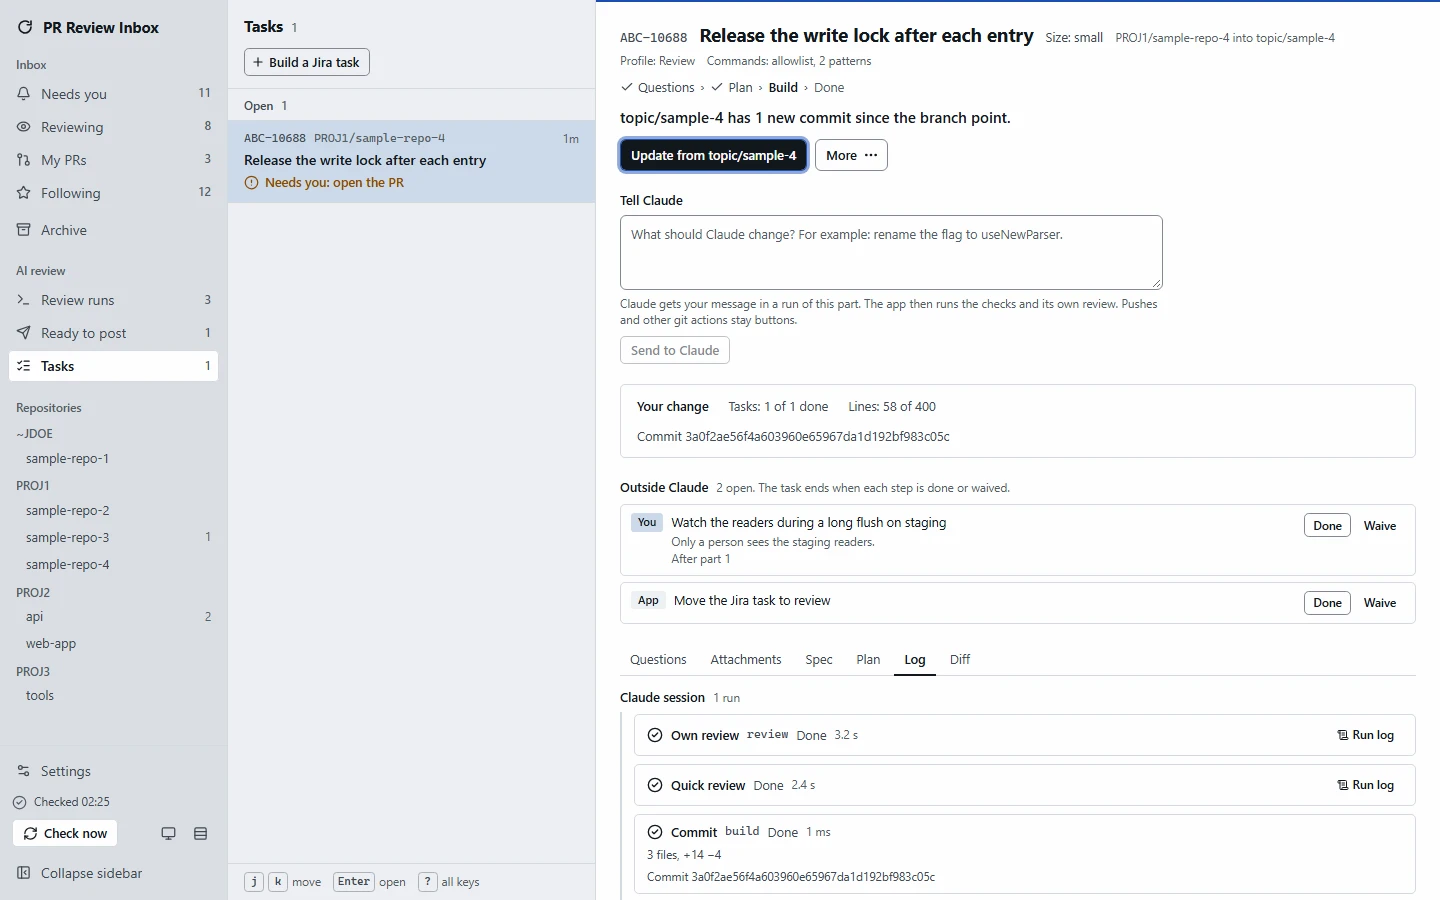 PR Review Inbox
Inbox
Needs you 11
Reviewing 8
My PRs 3
Following 12
Archive
AI review
Review runs 3
Ready to post 1
Tasks 1
Repositories
~JDOE
sample-repo-1
PROJ1
sample-repo-2
sample-repo-3 1
sample-repo-4
PROJ2
api 2
web-app
PROJ3
tools
Settings
Checked 02:25
Check now
Collapse sidebar
Tasks 1
+ Build a Jira task
Open 1
ABC-10688 PROJ1/sample-repo-4 1m
Release the write lock after each entry
Needs you: open the PR
j k move Enter open ? all keys
ABC-10688 Release the write lock after each entry Size: small PROJ1/sample-repo-4 into topic/sample-4
Profile: Review Commands: allowlist, 2 patterns
Questions › Plan › Build › Done
topic/sample-4 has 1 new commit since the branch point.
Update from topic/sample-4 More ···
Tell Claude
What should Claude change? For example: rename the flag to useNewParser.
Claude gets your message in a run of this part. The app then runs the checks and its own review. Pushes
and other git actions stay buttons.
Send to Claude
Your change Tasks: 1 of 1 done Lines: 58 of 400
Commit 3a0f2ae56f4a603960e65967da1d192bf983c05c
Outside Claude 2 open. The task ends when each step is done or waived.
You Watch the readers during a long flush on staging Done Waive
Only a person sees the staging readers.
After part 1
App Move the Jira task to review Done Waive
Questions Attachments Spec Plan Log Diff
Claude session 1 run
Own review review Done 3.2 s Run log
Quick review Done 2.4 s Run log
Commit build Done 1 ms
3 files, +14 −4
Commit 3a0f2ae56f4a603960e65967da1d192bf983c05c